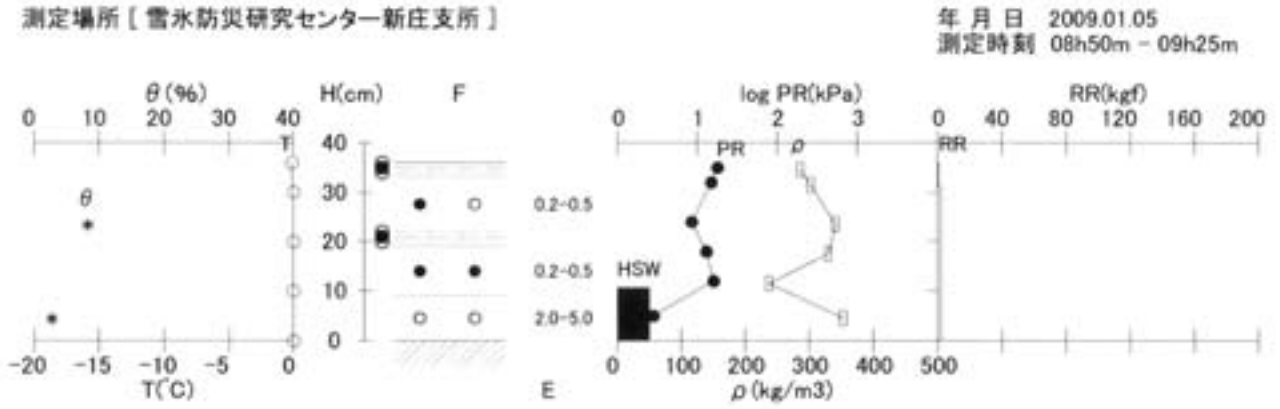 測定場所 [ 雪氷防災研究センター新庄支所 ]
年 月 日 2009.01.05
測定時刻 08h50m - 09h25m
θ(%) H(cm) F log PR(kPa) RR(kgf)
0 10 20 30 40 0 1 2 3 0 40 80 120 160 200
T 40 PR ρ RR
θ 30
0.2-0.5
20
0.2-0.5 HSW
10
2.0-5.0
0
-20 -15 -10 -5 0 0 100 200 300 400 500
T(℃) E ρ(kg/m3)